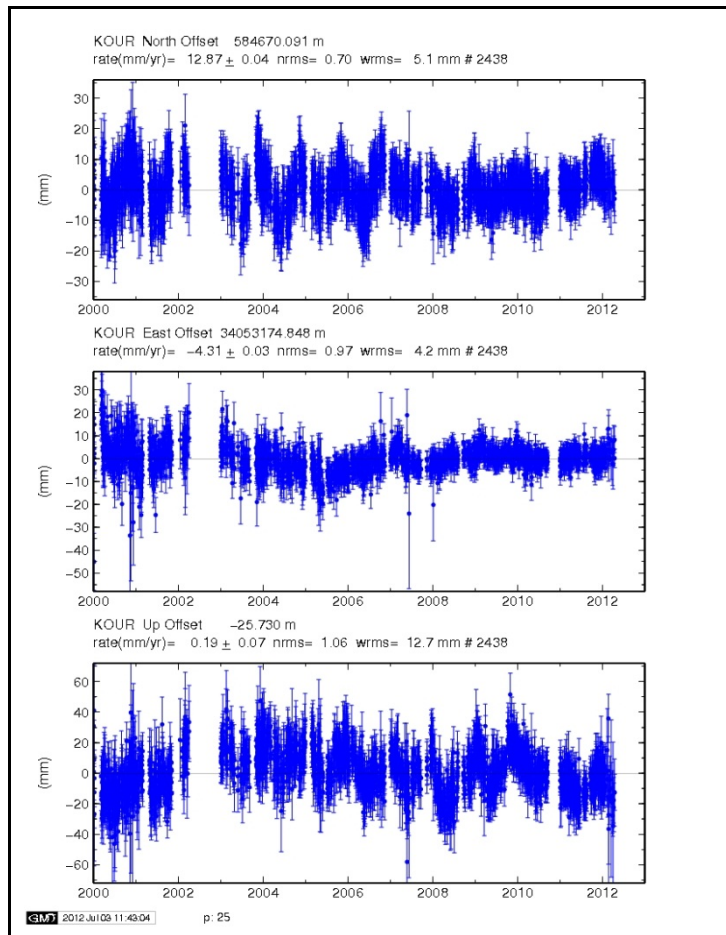 KOUR North Offset 584670.091 m
rate(mm/yr)= 12.87 ± 0.04 nrms= 0.70 wrms= 5.1 mm # 2438
30
20
10
0
−10
−20
−30
(mm)
2000 2002 2004 2006 2008 2010 2012
KOUR East Offset 34053174.848 m
rate(mm/yr)= −4.31 ± 0.03 nrms= 0.97 wrms= 4.2 mm # 2438
30
20
10
0
−10
−20
−30
−40
−50
(mm)
2000 2002 2004 2006 2008 2010 2012
KOUR Up Offset −25.730 m
rate(mm/yr)= 0.19 ± 0.07 nrms= 1.06 wrms= 12.7 mm # 2438
60
40
20
0
−20
−40
−60
(mm)
2000 2002 2004 2006 2008 2010 2012
GMT 2012 Jul 03 11:43:04 p: 25